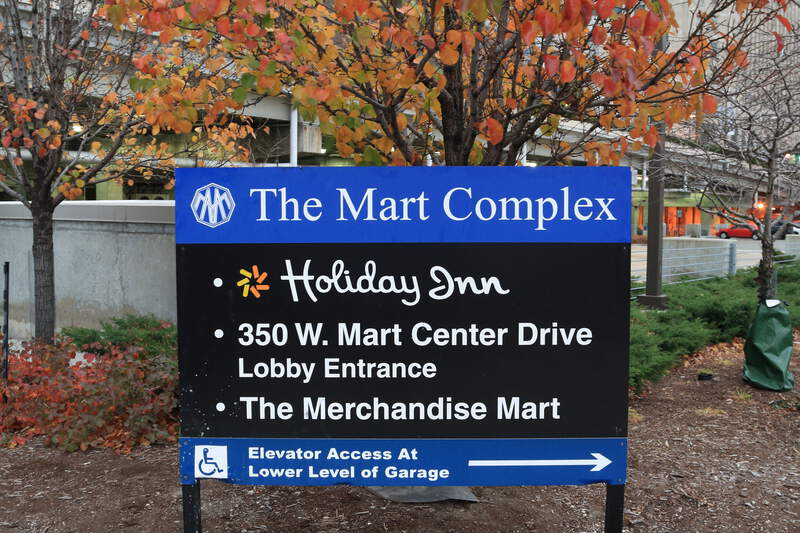 The Mart Complex
• Holiday Inn
• 350 W. Mart Center Drive
Lobby Entrance
• The Merchandise Mart
Elevator Access At
Lower Level of Garage